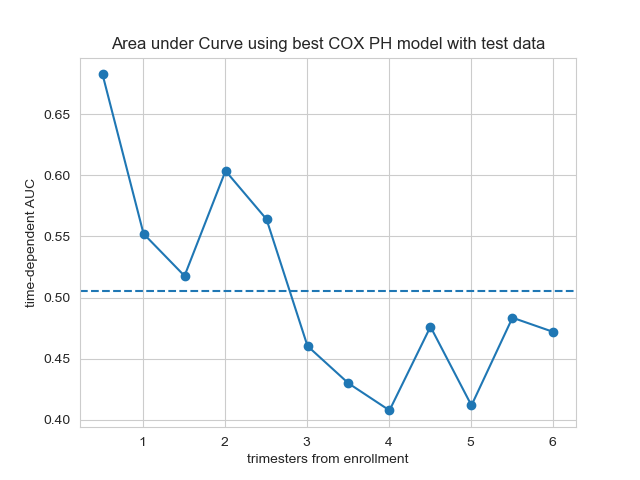 Area under Curve using best COX PH model with test data
time-dependent AUC
0.65
0.60
0.55
0.50
0.45
0.40
1 2 3 4 5 6
trimesters from enrollment